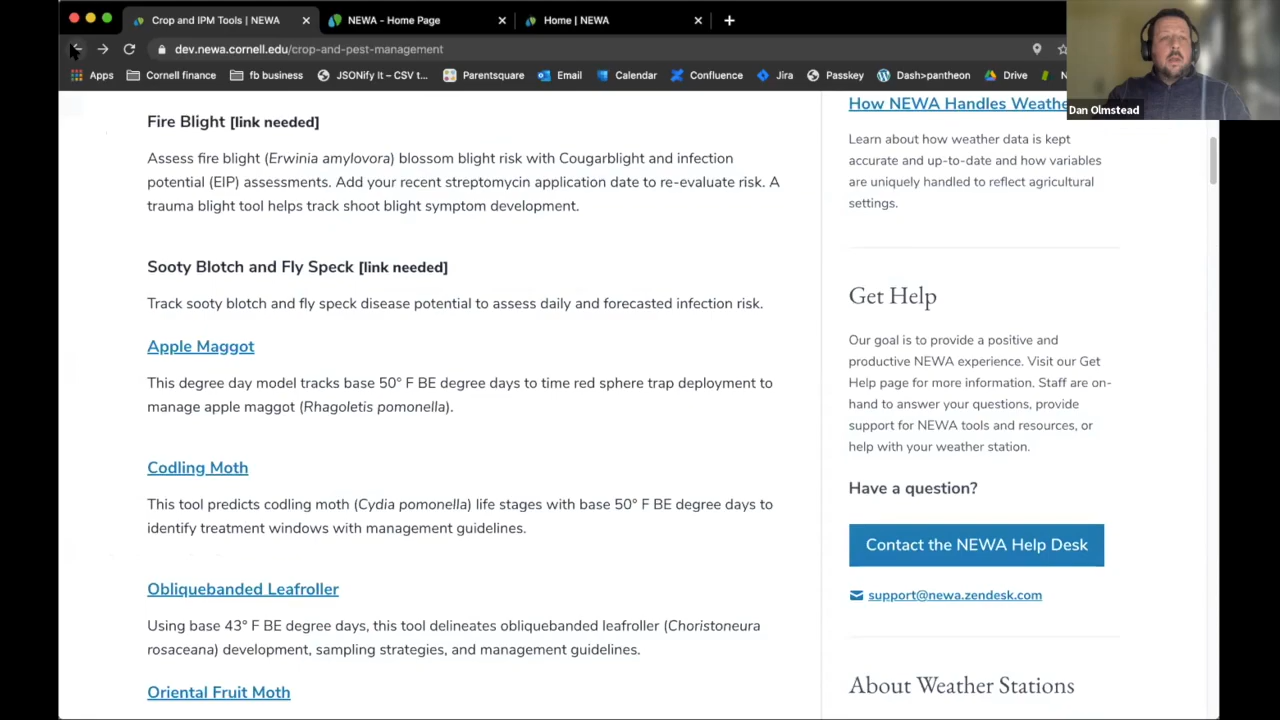 Crop and IPM Tools | NEWA
NEWA - Home Page
Home | NEWA
dev.newa.cornell.edu/crop-and-pest-management
Apps
Cornell finance
fb business
JSONify It – CSV t...
Parentsquare
Email
Calendar
Confluence
Jira
Passkey
Dash>pantheon
Drive
N
Dan Olmstead
Fire Blight [link needed]
Assess fire blight (Erwinia amylovora) blossom blight risk with Cougarblight and infection
potential (EIP) assessments. Add your recent streptomycin application date to re-evaluate risk. A
trauma blight tool helps track shoot blight symptom development.
Sooty Blotch and Fly Speck [link needed]
Track sooty blotch and fly speck disease potential to assess daily and forecasted infection risk.
Apple Maggot
This degree day model tracks base 50° F BE degree days to time red sphere trap deployment to
manage apple maggot (Rhagoletis pomonella).
Codling Moth
This tool predicts codling moth (Cydia pomonella) life stages with base 50° F BE degree days to
identify treatment windows with management guidelines.
Obliquebanded Leafroller
Using base 43° F BE degree days, this tool delineates obliquebanded leafroller (Choristoneura
rosaceana) development, sampling strategies, and management guidelines.
Oriental Fruit Moth
How NEWA Handles Weathe
Learn about how weather data is kept
accurate and up-to-date and how variables
are uniquely handled to reflect agricultural
settings.
Get Help
Our goal is to provide a positive and
productive NEWA experience. Visit our Get
Help page for more information. Staff are on-
hand to answer your questions, provide
support for NEWA tools and resources, or
help with your weather station.
Have a question?
Contact the NEWA Help Desk
support@newa.zendesk.com
About Weather Stations